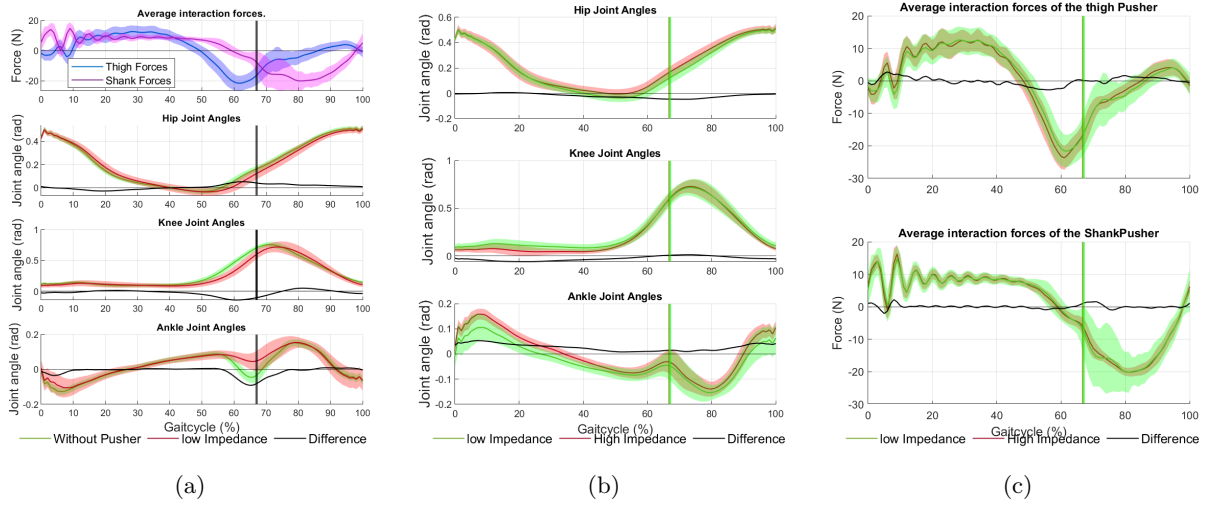 Average interaction forces.
Force (N)
20
0
-20
Thigh Forces
Shank Forces
0 10 20 30 40 50 60 70 80 90 100
Hip Joint Angles
Joint angle (rad)
0.4
0.2
0
0 10 20 30 40 50 60 70 80 90 100
Knee Joint Angles
Joint angle (rad)
1
0.5
0
0 10 20 30 40 50 60 70 80 90 100
Ankle Joint Angles
Joint angle (rad)
0.2
0
-0.2
0 10 20 30 40 50 60 70 80 90 100
Gaitcycle (%)
Without Pusher low Impedance Difference
(a)
Hip Joint Angles
Joint angle (rad)
0.6
0.4
0.2
0
-0.2
0 20 40 60 80 100
Knee Joint Angles
Joint angle (rad)
1
0.5
0
0 20 40 60 80 100
Ankle Joint Angles
Joint angle (rad)
0.2
0.1
0
-0.1
-0.2
0 20 40 60 80 100
Gaitcycle (%)
low Impedance High Impedance Difference
(b)
Average interaction forces of the thigh Pusher
Force (N)
20
10
0
-10
-20
-30
0 20 40 60 80 100
Average interaction forces of the ShankPusher
Force (N)
20
10
0
-10
-20
-30
0 20 40 60 80 100
Gaitcycle (%)
low Impedance High Impedance Difference
(c)